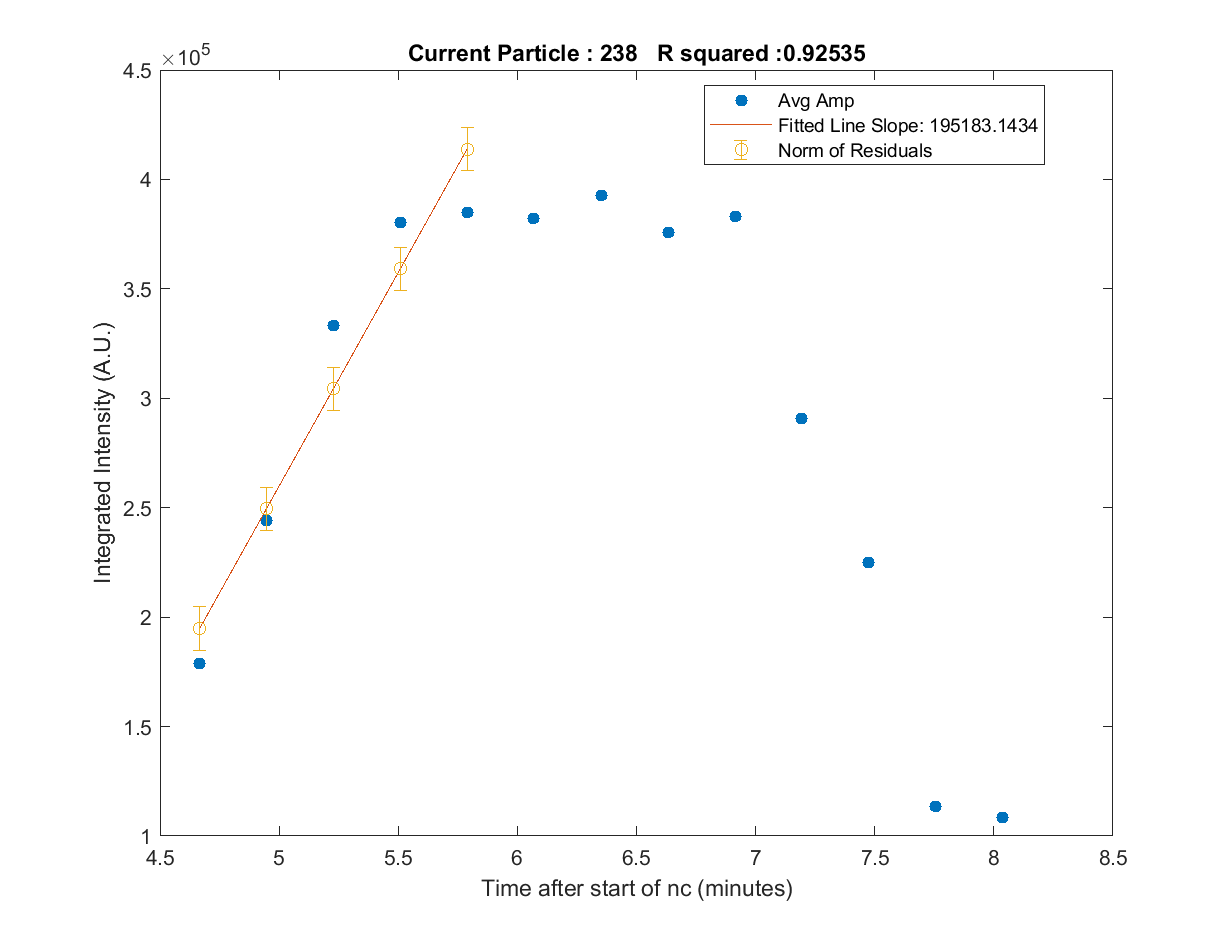 Current Particle : 238 R squared :0.92535
×10⁵
4.5
4
3.5
3
2.5
2
1.5
1
Integrated Intensity (A.U.)
Avg Amp
Fitted Line Slope: 195183.1434
Norm of Residuals
4.5 5 5.5 6 6.5 7 7.5 8 8.5
Time after start of nc (minutes)